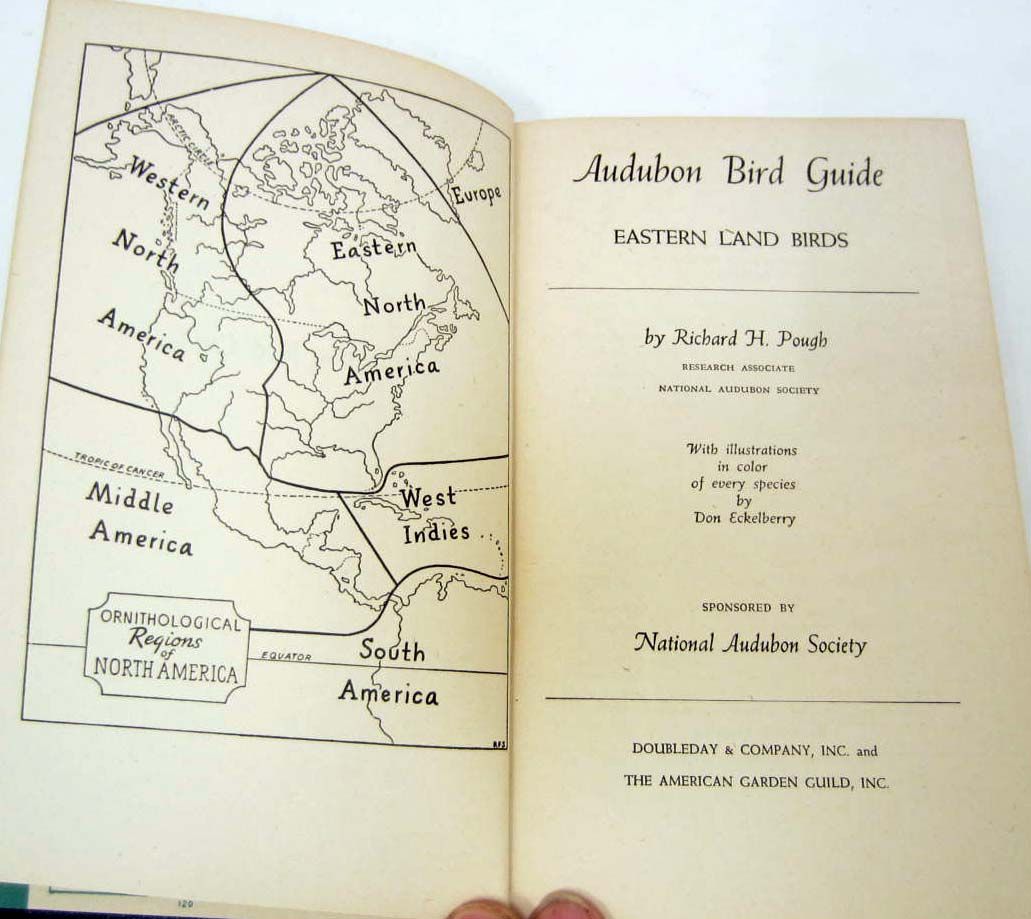 ARCTIC CIRCLE
Western
North
America
Eastern
North
America
Europe
TROPIC OF CANCER
Middle
America
West
Indies
ORNITHOLOGICAL
Regions
of
NORTH AMERICA
EQUATOR
South
America
120
Audubon Bird Guide
EASTERN LAND BIRDS
by Richard H. Pough
RESEARCH ASSOCIATE
NATIONAL AUDUBON SOCIETY
With illustrations
in color
of every species
by
Don Eckelberry
SPONSORED BY
National Audubon Society
DOUBLEDAY & COMPANY, INC. and
THE AMERICAN GARDEN GUILD, INC.